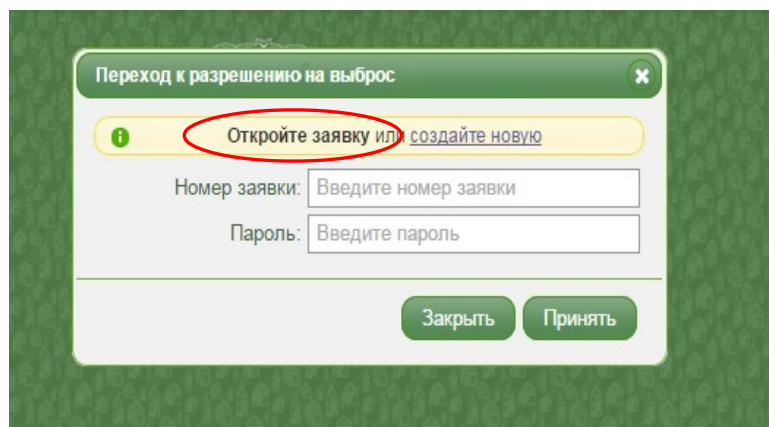 Переход к разрешению на выброс
Откройте заявку или создайте новую
Номер заявки: Введите номер заявки
Пароль: Введите пароль
Закрыть Принять